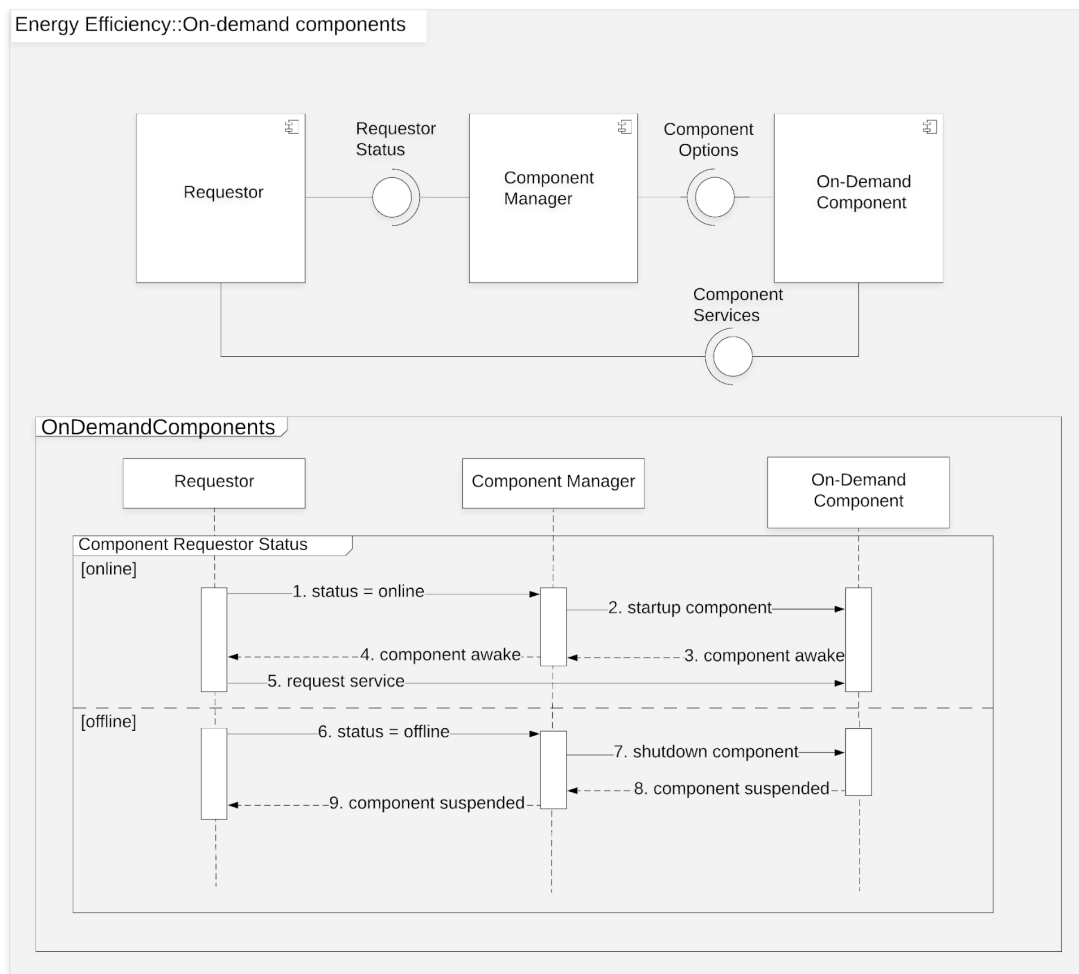 Energy Efficiency::On-demand components
Requestor
Status
Component
Options
Requestor
Component
Manager
On-Demand
Component
Component
Services
OnDemandComponents
Requestor
Component Manager
On-Demand
Component
Component Requestor Status
[online]
1. status = online
2. startup component
4. component awake
3. component awake
5. request service
[offline]
6. status = offline
7. shutdown component
8. component suspended
9. component suspended